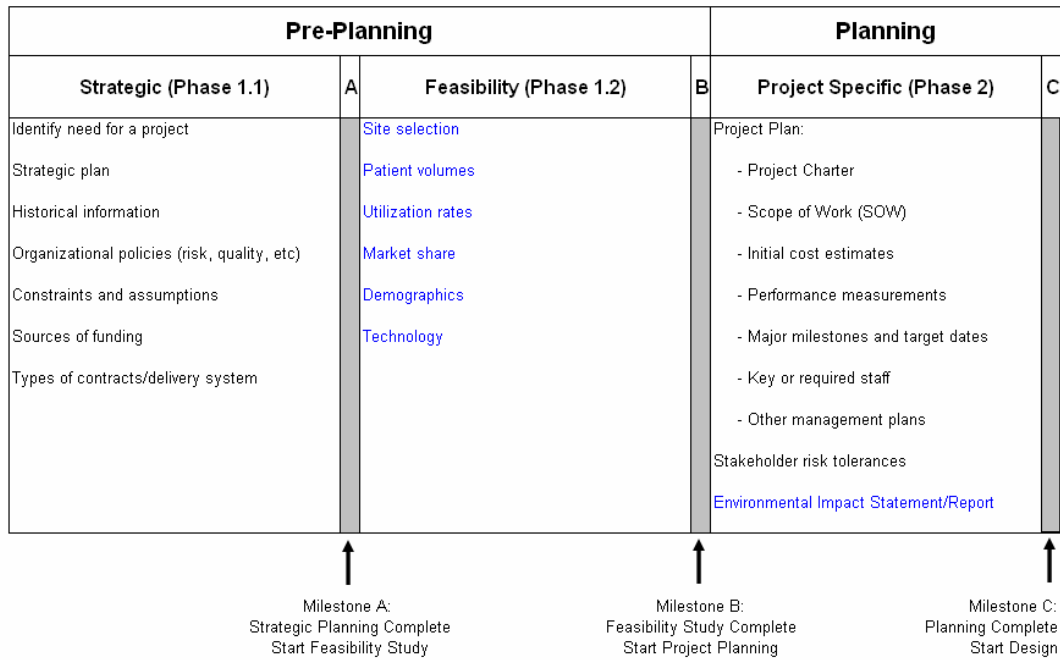 Pre-Planning
Planning
Strategic (Phase 1.1)
A
Feasibility (Phase 1.2)
B
Project Specific (Phase 2)
C
Identify need for a project
Strategic plan
Historical information
Organizational policies (risk, quality, etc)
Constraints and assumptions
Sources of funding
Types of contracts/delivery system
Site selection
Patient volumes
Utilization rates
Market share
Demographics
Technology
Project Plan:
- Project Charter
- Scope of Work (SOW)
- Initial cost estimates
- Performance measurements
- Major milestones and target dates
- Key or required staff
- Other management plans
Stakeholder risk tolerances
Environmental Impact Statement/Report
Milestone A:
Strategic Planning Complete
Start Feasibility Study
Milestone B:
Feasibility Study Complete
Start Project Planning
Milestone C:
Planning Complete
Start Design